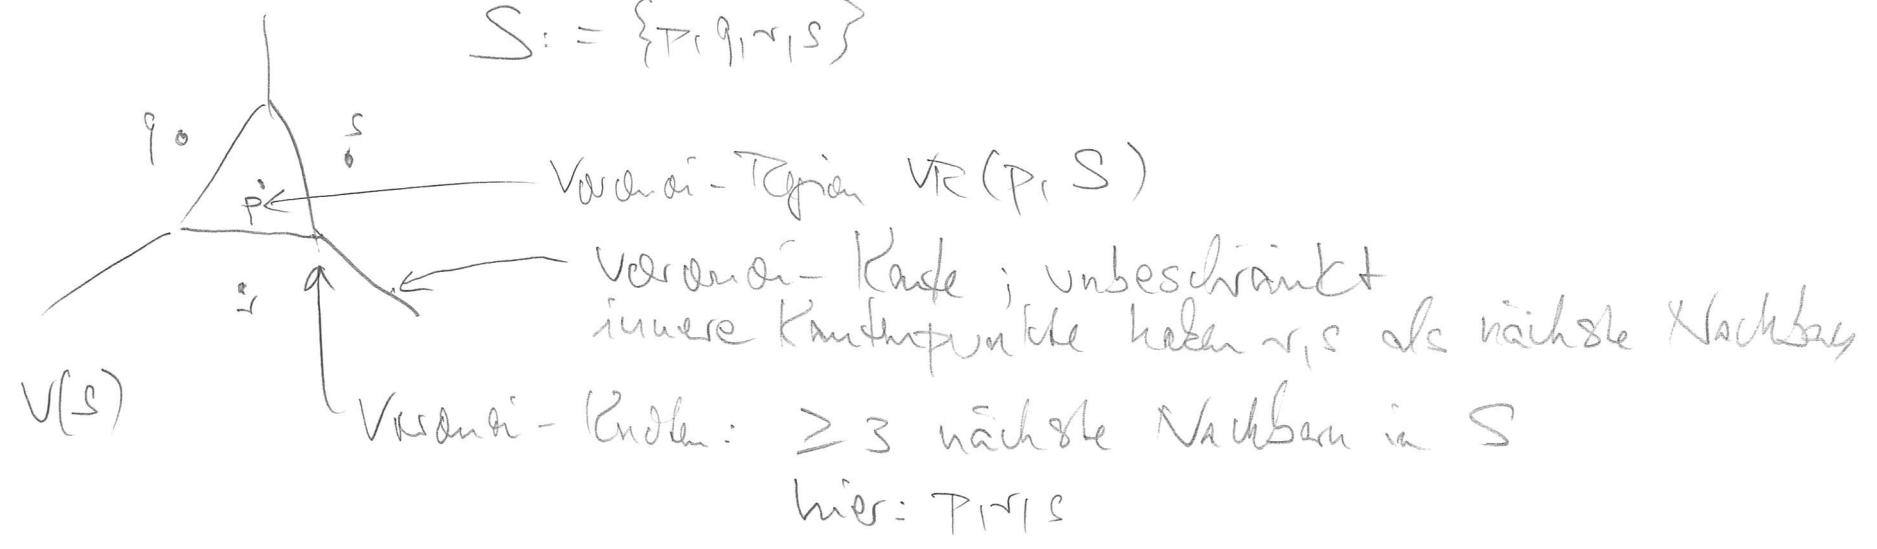 S := {p, q, r, s}
q
s
Voronoi-Region VR(p, S)
p
Voronoi-Kante ; unbeschränkt
r
innere Kantenpunkte haben r, s als nächste Nachbarn
V(S)
Voronoi-Knoten: ≥ 3 nächste Nachbarn in S
hier: p, r, s